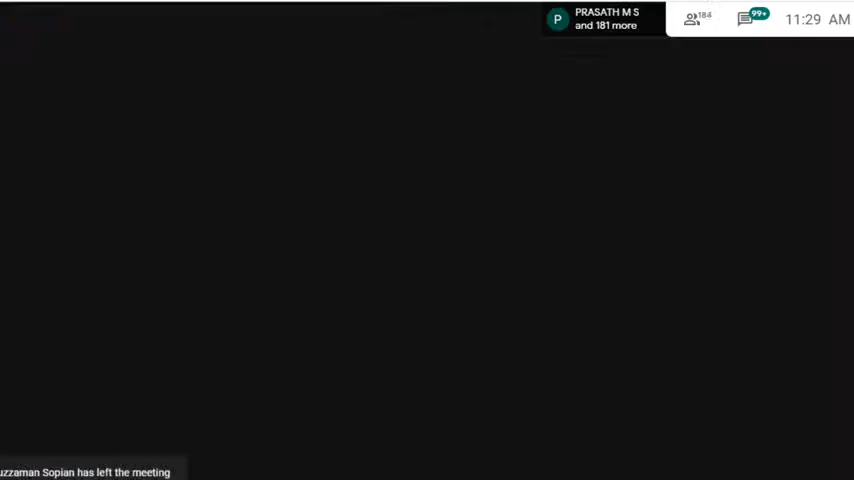 P
PRASATH M S
and 181 more
184
99+
11:29 AM
uzzaman Sopian has left the meeting